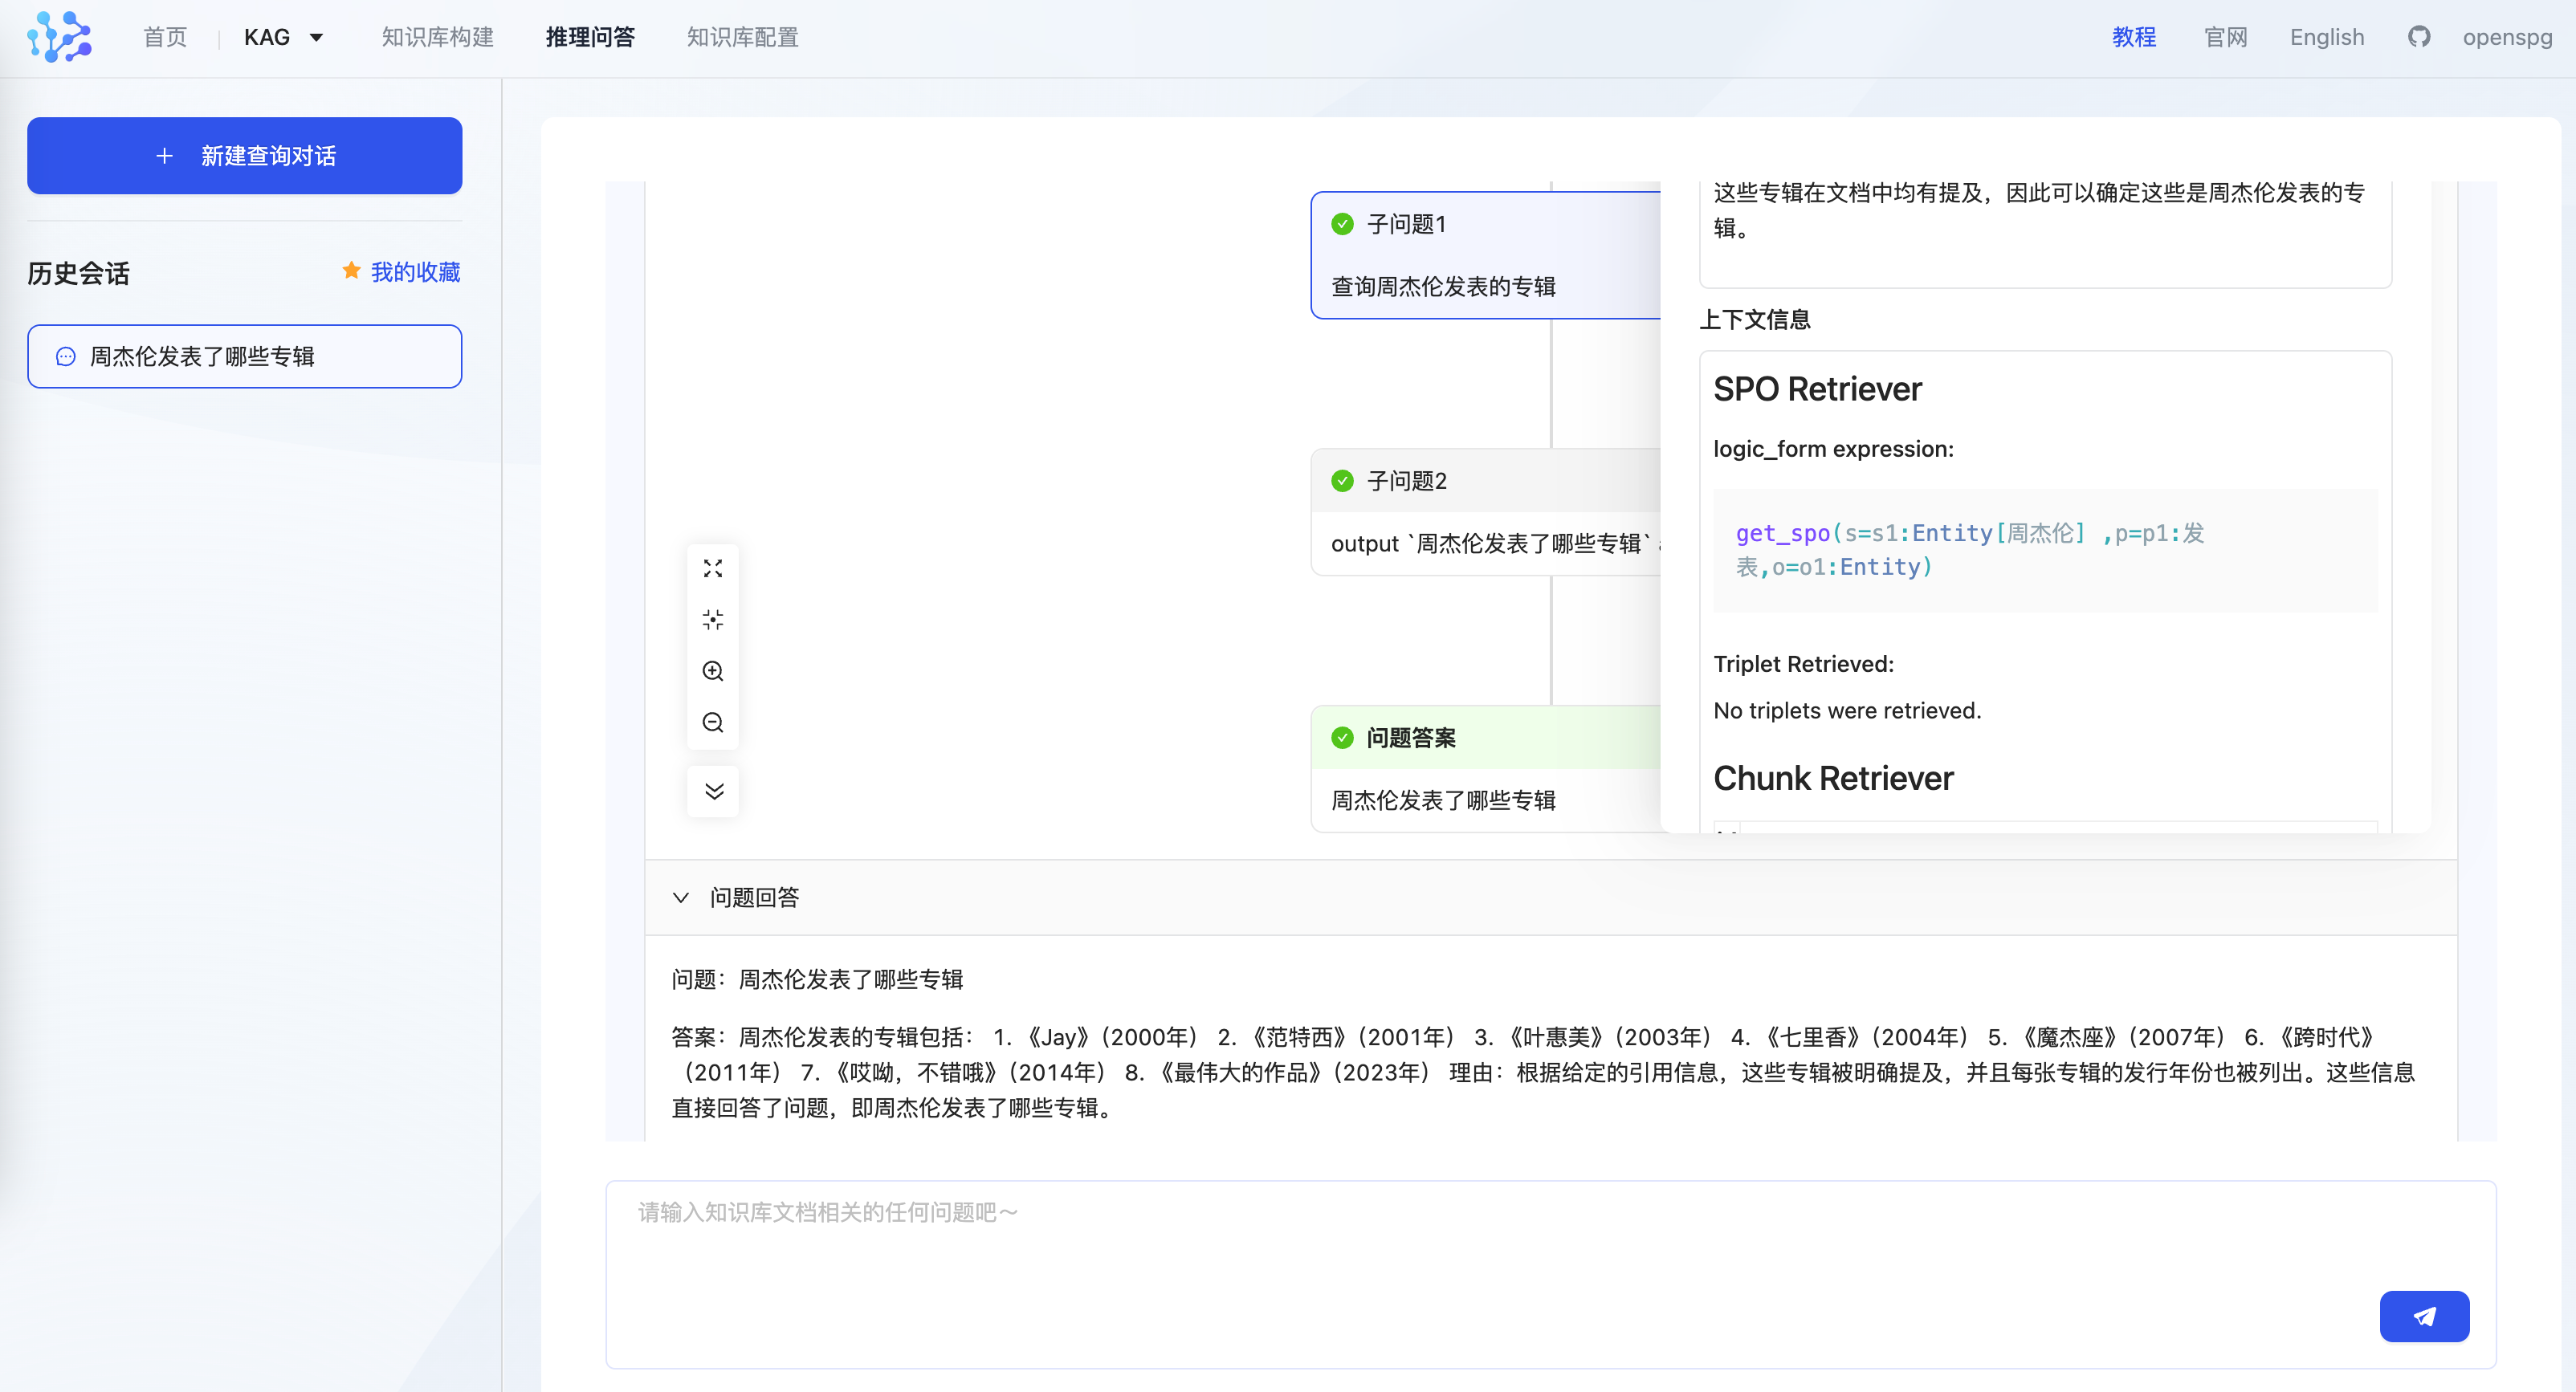 首页
KAG
知识库构建
推理问答
知识库配置
教程
官网
English
openspg
新建查询对话
历史会话
我的收藏
周杰伦发表了哪些专辑
子问题1
查询周杰伦发表的专辑
子问题2
output `周杰伦发表了哪些专辑`
问题答案
周杰伦发表了哪些专辑
这些专辑在文档中均有提及，因此可以确定这些是周杰伦发表的专
辑。
上下文信息
SPO Retriever
logic_form expression:
get_spo(s=s1:Entity[周杰伦] ,p=p1:发
表,o=o1:Entity)
Triplet Retrieved:
No triplets were retrieved.
Chunk Retriever
问题回答
问题：周杰伦发表了哪些专辑
答案：周杰伦发表的专辑包括： 1. 《Jay》（2000年） 2. 《范特西》（2001年） 3. 《叶惠美》（2003年） 4. 《七里香》（2004年） 5. 《魔杰座》（2007年） 6. 《跨时代》
（2011年） 7. 《哎呦，不错哦》（2014年） 8. 《最伟大的作品》（2023年） 理由：根据给定的引用信息，这些专辑被明确提及，并且每张专辑的发行年份也被列出。这些信息
直接回答了问题，即周杰伦发表了哪些专辑。
请输入知识库文档相关的任何问题吧～